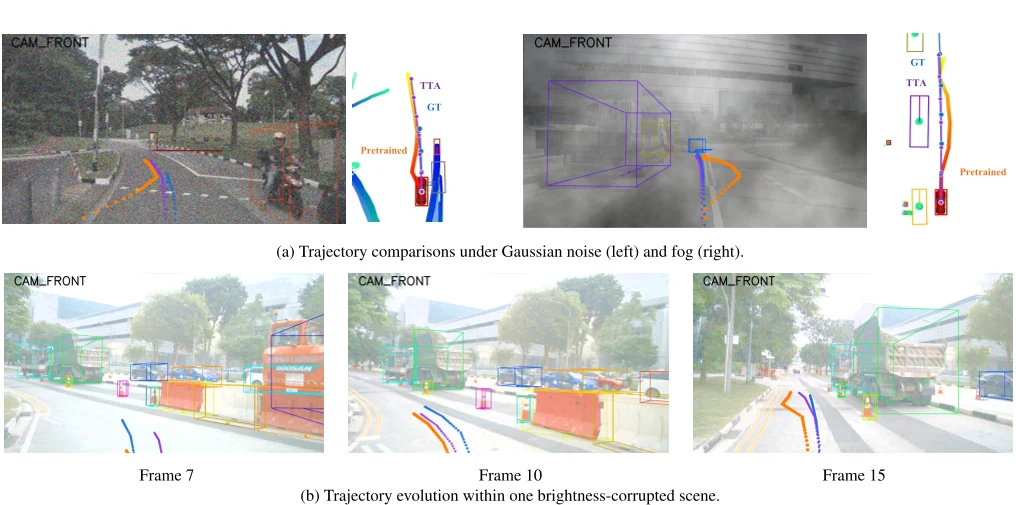 CAM_FRONT
TTA
GT
Pretrained
CAM_FRONT
GT
TTA
Pretrained
(a) Trajectory comparisons under Gaussian noise (left) and fog (right).
CAM_FRONT
DOOSAN
CAM_FRONT
CAM_FRONT
Frame 7
Frame 10
Frame 15
(b) Trajectory evolution within one brightness-corrupted scene.